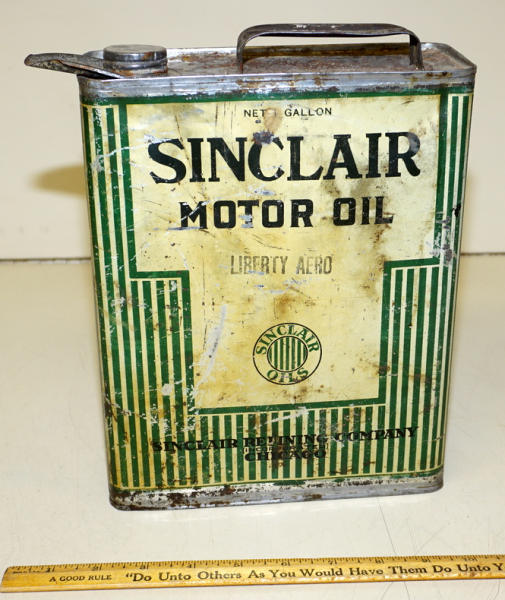 NET 1 GALLON
SINCLAIR
MOTOR OIL
LIBERTY AERO
SINCLAIR
OILS
SINCLAIR REFINING COMPANY
CHICAGO
A GOOD RULE "Do Unto Others As You Would Have Them Do Unto Y